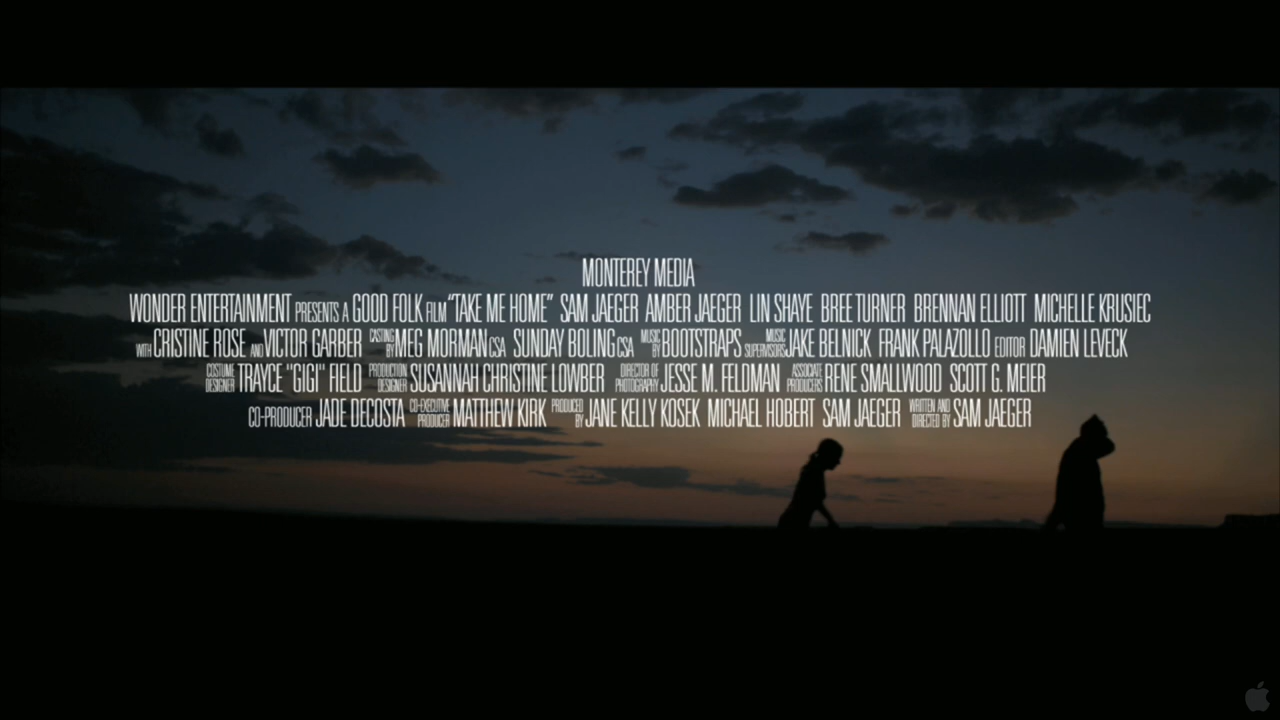 MONTEREY MEDIA
WONDER ENTERTAINMENT PRESENTS A GOOD FOLK FILM "TAKE ME HOME" SAM JAEGER AMBER JAEGER LIN SHAYE BREE TURNER BRENNAN ELLIOTT MICHELLE KRUSIEC
WITH CRISTINE ROSE AND VICTOR GARBER CASTING BY MEG MORMAN CSA SUNDAY BOLING CSA MUSIC BY BOOTSTRAPS MUSIC SUPERVISORS JAKE BELNICK FRANK PALAZOLLO EDITOR DAMIEN LEVECK
COSTUME DESIGNER TRAYCE "GIGI" FIELD PRODUCTION DESIGNER SUSANNAH CHRISTINE LOWBER DIRECTOR OF PHOTOGRAPHY JESSE M. FELDMAN ASSOCIATE PRODUCERS RENE SMALLWOOD SCOTT G. MEIER
CO-PRODUCER JADE DECOSTA CO-EXECUTIVE PRODUCER MATTHEW KIRK PRODUCED BY JANE KELLY KOSEK MICHAEL HOBERT SAM JAEGER WRITTEN AND DIRECTED BY SAM JAEGER